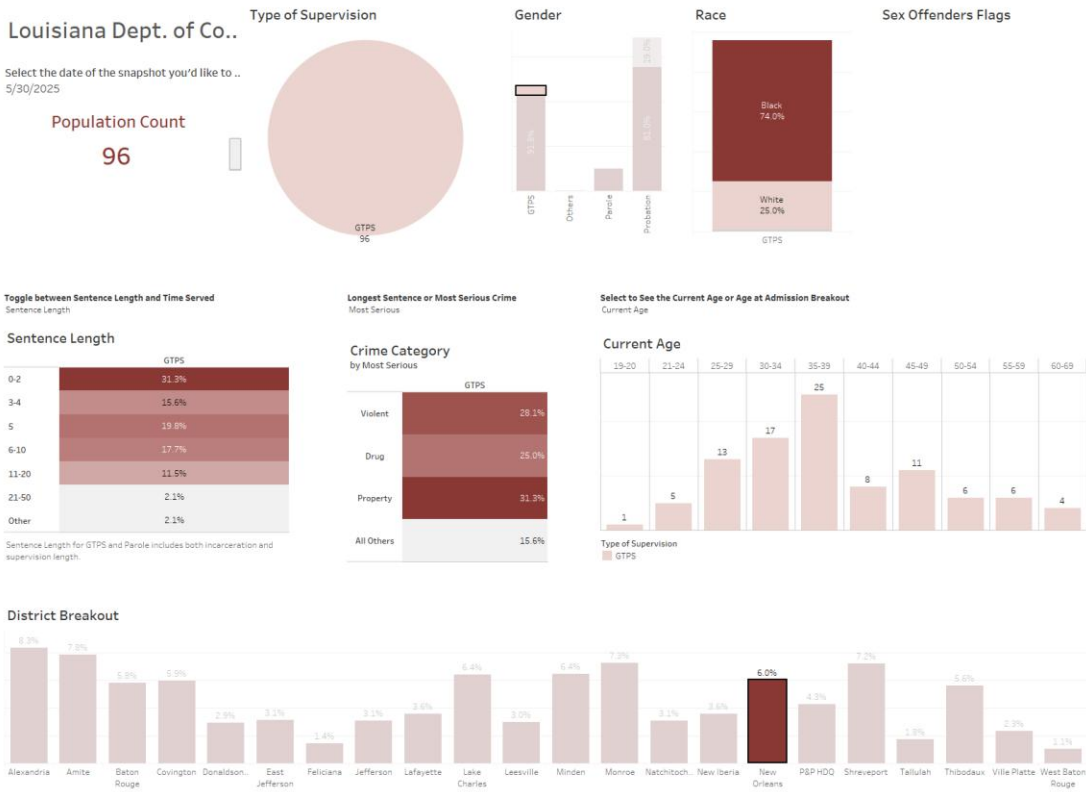 Louisiana Dept. of Co..
Select the date of the snapshot you'd like to ..
5/30/2025
Population Count
96
Type of Supervision
GTPS
96
Gender
91.8%
19.0%
81.0%
GTPS
Others
Parole
Probation
Race
Black
74.0%
White
25.0%
GTPS
Sex Offenders Flags
Toggle between Sentence Length and Time Served
Sentence Length
Sentence Length
GTPS
0-2 31.3%
3-4 15.6%
5 19.8%
6-10 17.7%
11-20 11.5%
21-50 2.1%
Other 2.1%
Sentence Length for GTPS and Parole includes both incarceration and
supervision length.
Longest Sentence or Most Serious Crime
Most Serious
Crime Category
by Most Serious
GTPS
Violent 28.1%
Drug 25.0%
Property 31.3%
All Others 15.6%
Select to See the Current Age or Age at Admission Breakout
Current Age
Current Age
19-20 21-24 25-29 30-34 35-39 40-44 45-49 50-54 55-59 60-69
1 5 13 17 25 8 11 6 6 4
Type of Supervision
GTPS
District Breakout
8.3% 7.8% 5.9% 2.9% 3.1% 1.4% 3.1% 3.6% 6.4% 3.0% 6.4% 7.3% 3.1% 3.6% 6.0% 4.3% 7.2% 5.6% 2.3% 1.1%
Alexandria Amite Baton Covington Donaldson.. East Feliciana Jefferson Lafayette Lake Leesville Minden Monroe Natchitoch.. New Iberia New P&P HDQ Shreveport Tallulah Thibodaux Ville Platte West Baton
Rouge Jefferson Charles Orleans Rouge